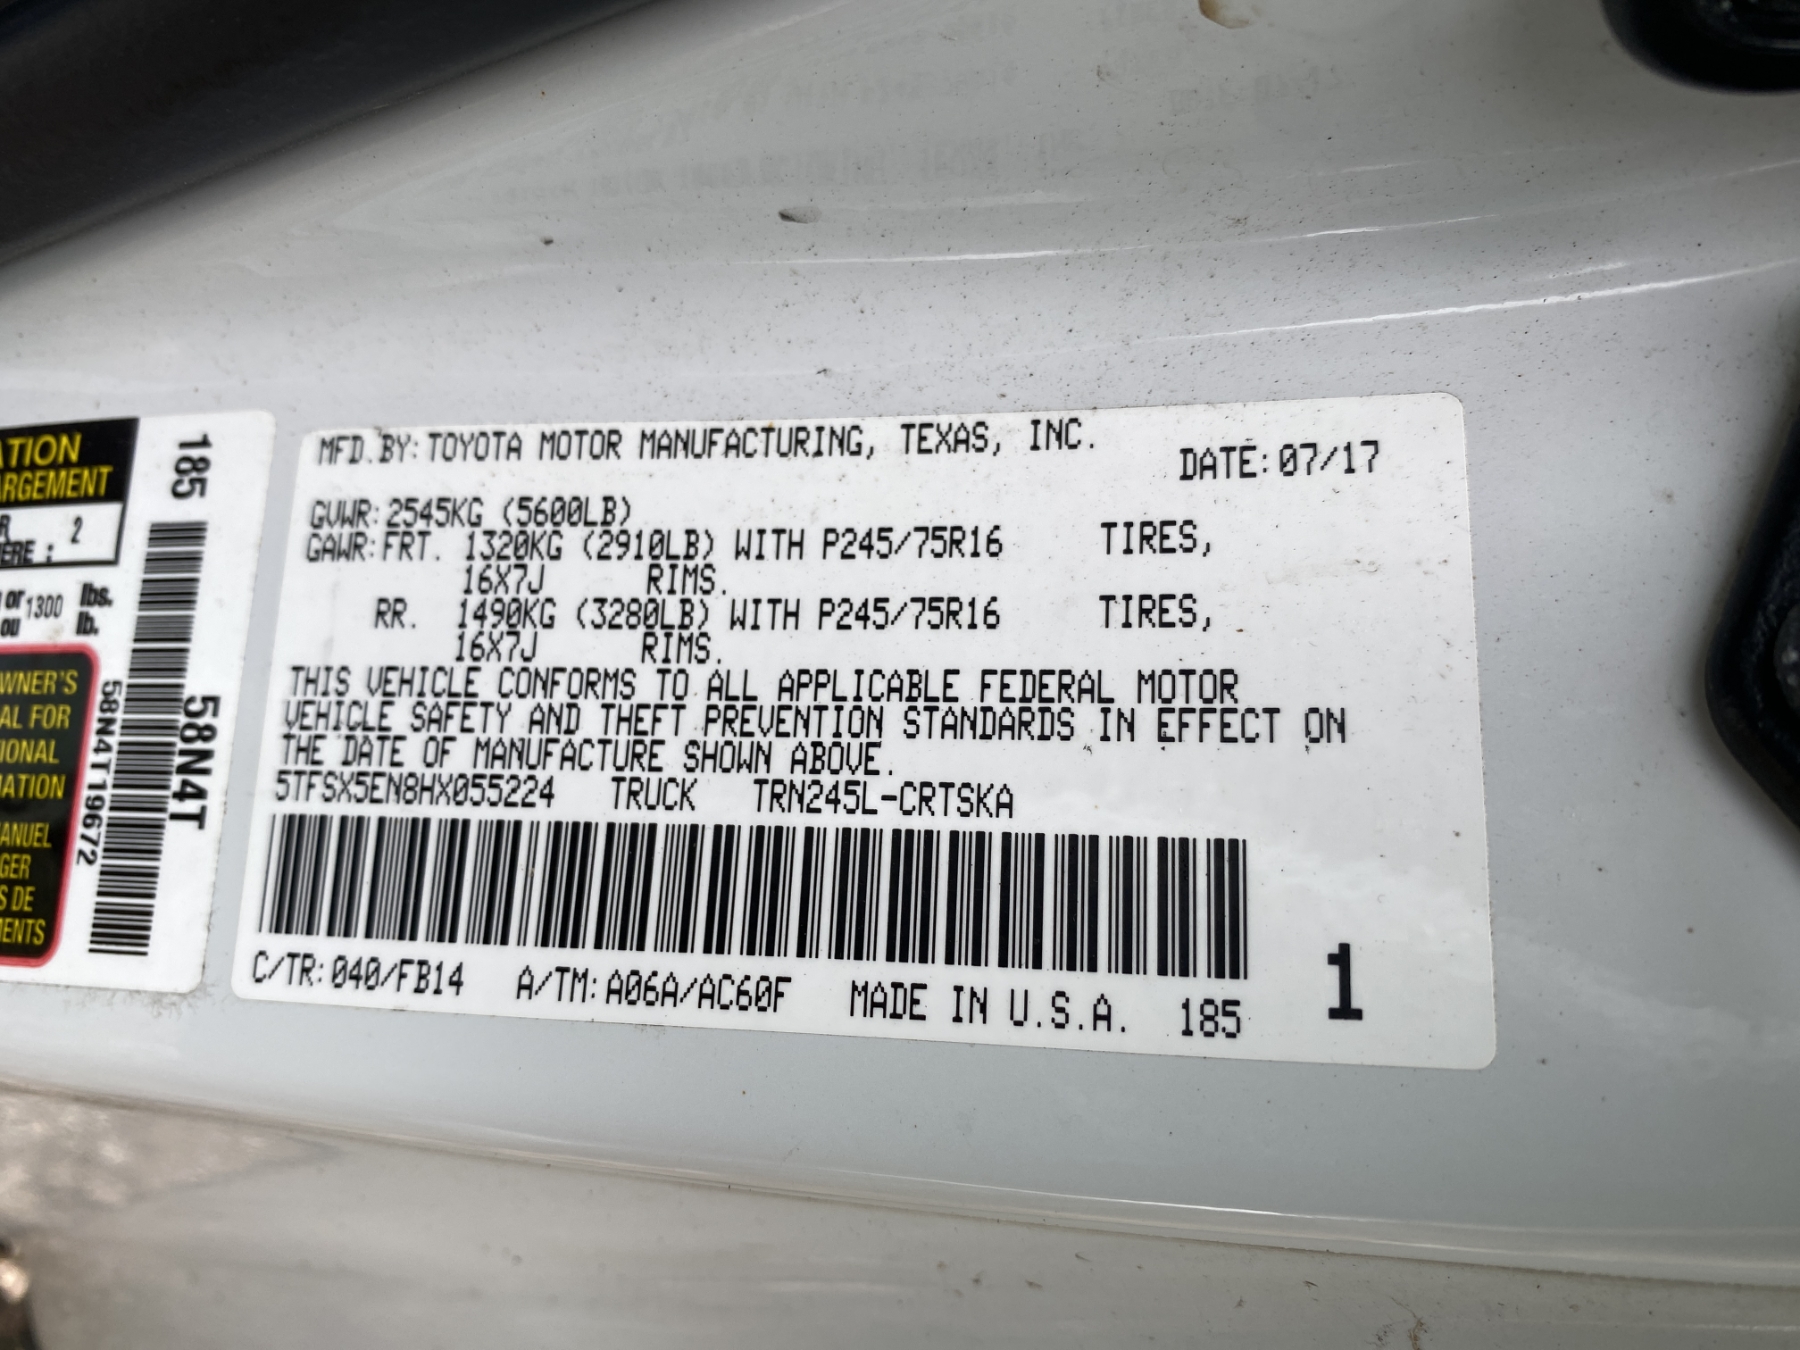 MFD. BY: TOYOTA MOTOR MANUFACTURING, TEXAS, INC. DATE: 07/17
GVWR: 2545KG (5600LB)
GAWR: FRT. 1320KG (2910LB) WITH P245/75R16 TIRES,
16X7J RIMS.
RR. 1490KG (3280LB) WITH P245/75R16 TIRES,
16X7J RIMS.
THIS VEHICLE CONFORMS TO ALL APPLICABLE FEDERAL MOTOR
VEHICLE SAFETY AND THEFT PREVENTION STANDARDS IN EFFECT ON
THE DATE OF MANUFACTURE SHOWN ABOVE.
5TFSX5EN8HX055224 TRUCK TRN245L-CRTSKA
C/TR: 040/FB14 A/TM: A06A/AC60F MADE IN U.S.A. 185
1
185
58N4T
58N4T19672
ATION
ARGEMENT
R 2
ERE :
or 1300 lbs.
ou lb.
WNER'S
AL FOR
IONAL
MATION
MANUEL
GER
S DE
MENTS